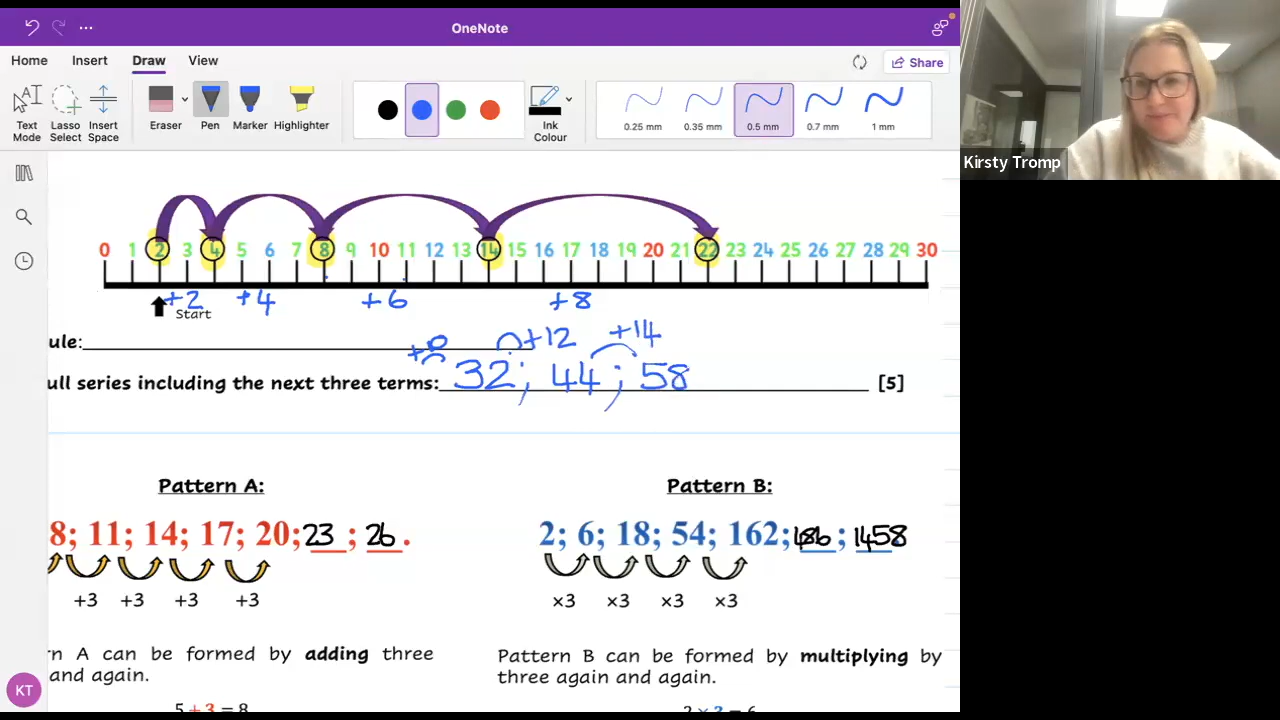 OneNote
Home Insert Draw View Share
Text Mode Lasso Select Insert Space Eraser Pen Marker Highlighter Ink Colour 0.25 mm 0.35 mm 0.5 mm 0.7 mm 1 mm
Kirsty Tromp
0 1 2 3 4 5 6 7 8 9 10 11 12 13 14 15 16 17 18 19 20 21 22 23 24 25 26 27 28 29 30
+2 +4 +6 +8
Start
+12 +14
ule:
32; 44; 58
ull series including the next three terms: [5]
Pattern A: Pattern B:
8; 11; 14; 17; 20; 23; 26.
2; 6; 18; 54; 162; 1458
+3 +3 +3 +3
×3 ×3 ×3 ×3
rn A can be formed by adding three
and again.
Pattern B can be formed by multiplying by
three again and again.
KT
5 + 3 = 8
2 × 3 = 6